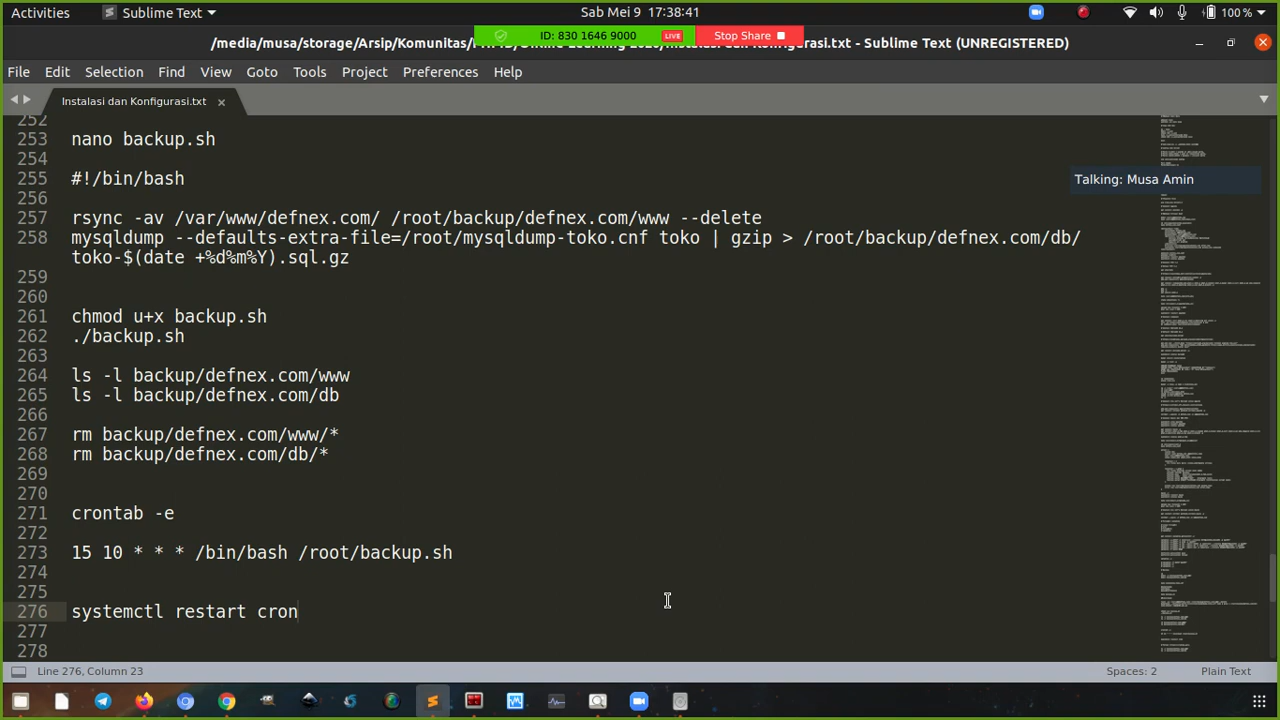 Activities
Sublime Text
Sab Mei 9 17:38:41
100 %
ID: 830 1646 9000
LIVE
Stop Share
/media/musa/storage/Arsip/Komunitas/
.txt - Sublime Text (UNREGISTERED)
File Edit Selection Find View Goto Tools Project Preferences Help
Instalasi dan Konfigurasi.txt
Talking: Musa Amin
252
253 nano backup.sh
254
255 #!/bin/bash
256
257 rsync -av /var/www/defnex.com/ /root/backup/defnex.com/www --delete
258 mysqldump --defaults-extra-file=/root/mysqldump-toko.cnf toko | gzip > /root/backup/defnex.com/db/
toko-$(date +%d%m%Y).sql.gz
259
260
261 chmod u+x backup.sh
262 ./backup.sh
263
264 ls -l backup/defnex.com/www
265 ls -l backup/defnex.com/db
266
267 rm backup/defnex.com/www/*
268 rm backup/defnex.com/db/*
269
270
271 crontab -e
272
273 15 10 * * * /bin/bash /root/backup.sh
274
275
276 systemctl restart cron
277
278
Line 276, Column 23
Spaces: 2
Plain Text